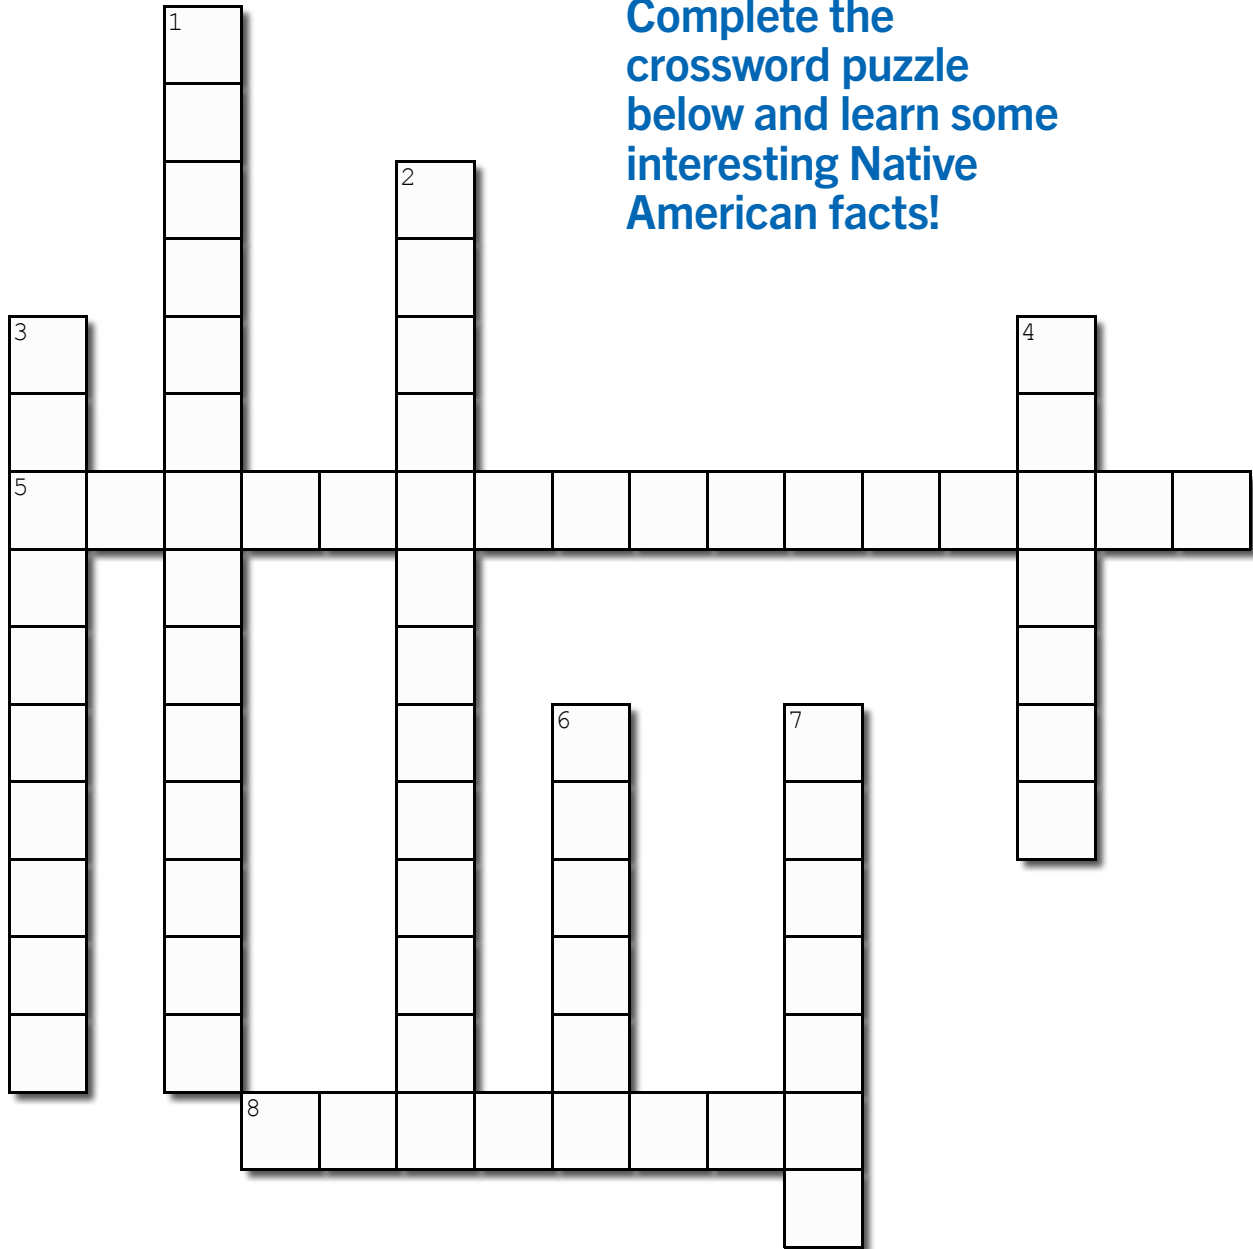 1
Complete the
crossword puzzle
below and learn some
interesting Native
American facts!
2
3
4
5
6
7
8